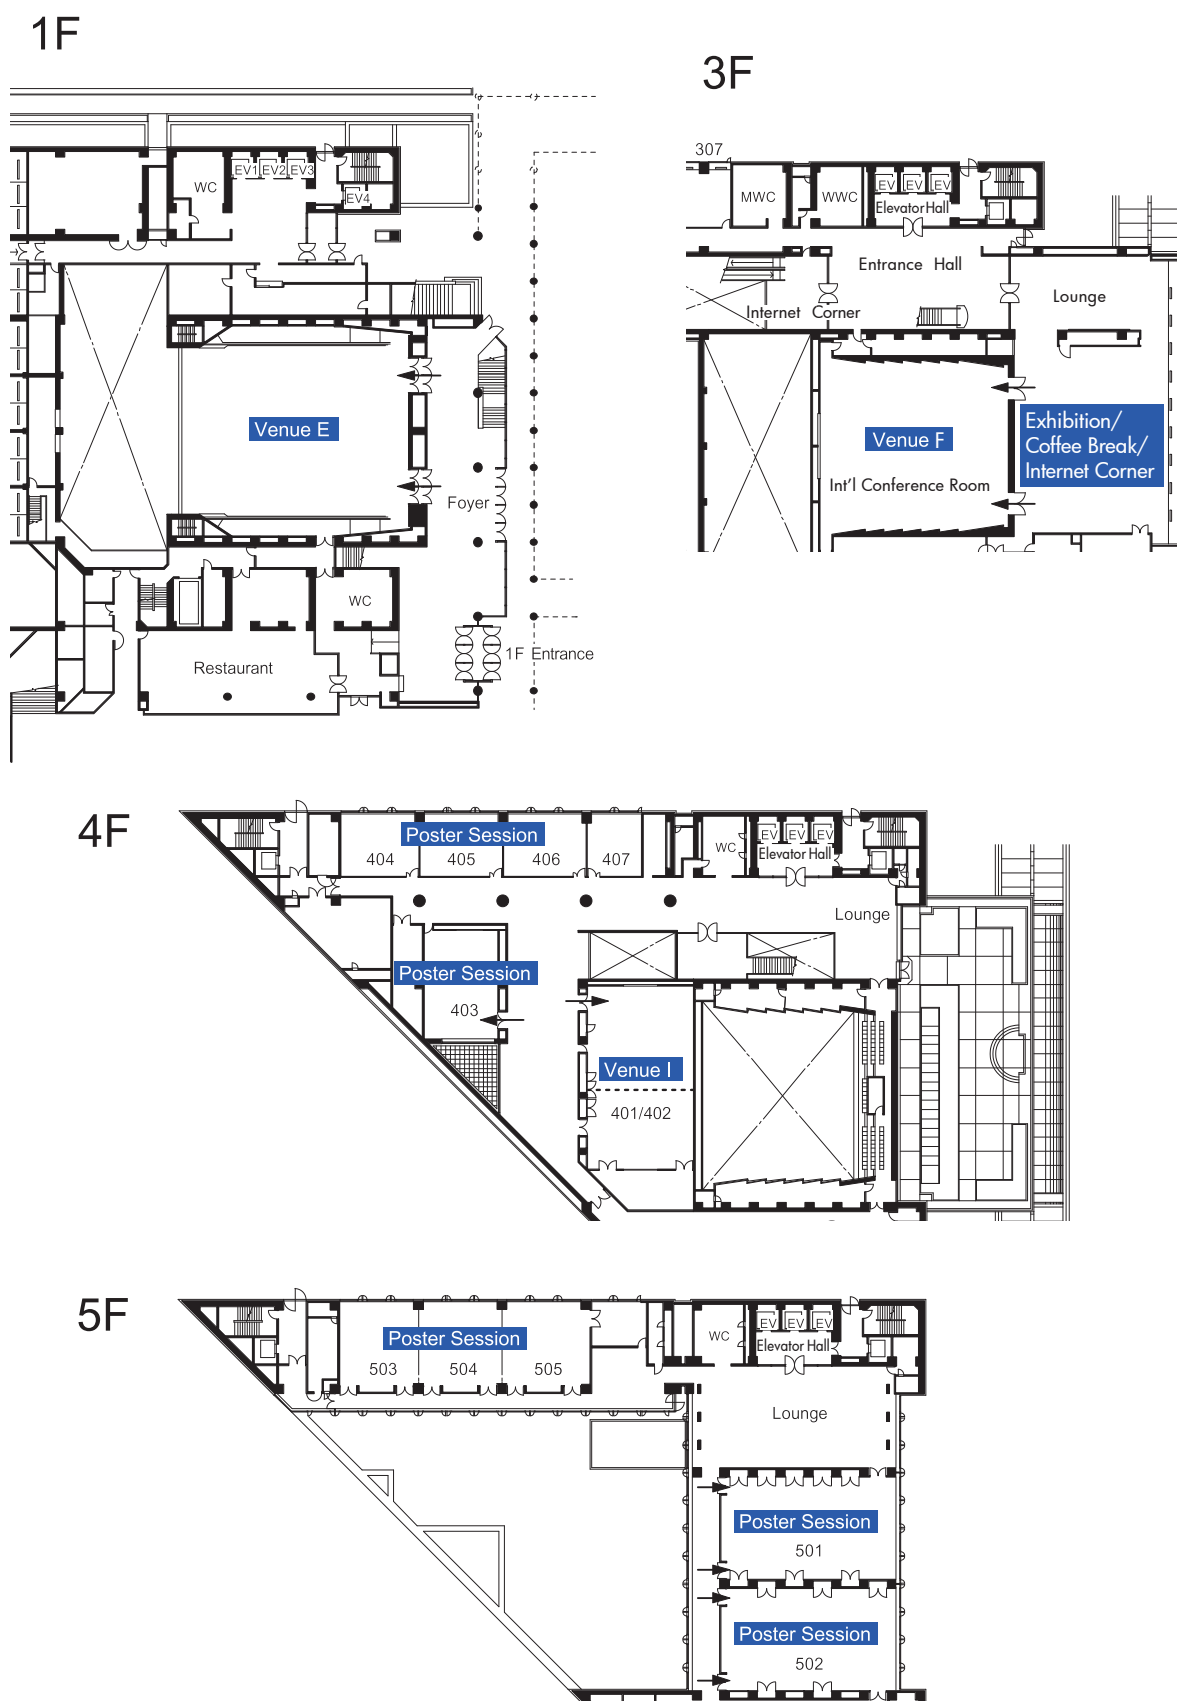 1F
EV1 EV2 EV3
WC
EV4
Venue E
Foyer
WC
1F Entrance
Restaurant
3F
307
MWC
WWC
EV EV EV
Elevator Hall
Entrance Hall
Lounge
Internet Corner
Venue F
Int'l Conference Room
Exhibition/
Coffee Break/
Internet Corner
4F
Poster Session
404 405 406 407
WC
EV EV EV
Elevator Hall
Lounge
Poster Session
403
Venue I
401/402
5F
Poster Session
503 504 505
WC
EV EV EV
Elevator Hall
Lounge
Poster Session
501
Poster Session
502